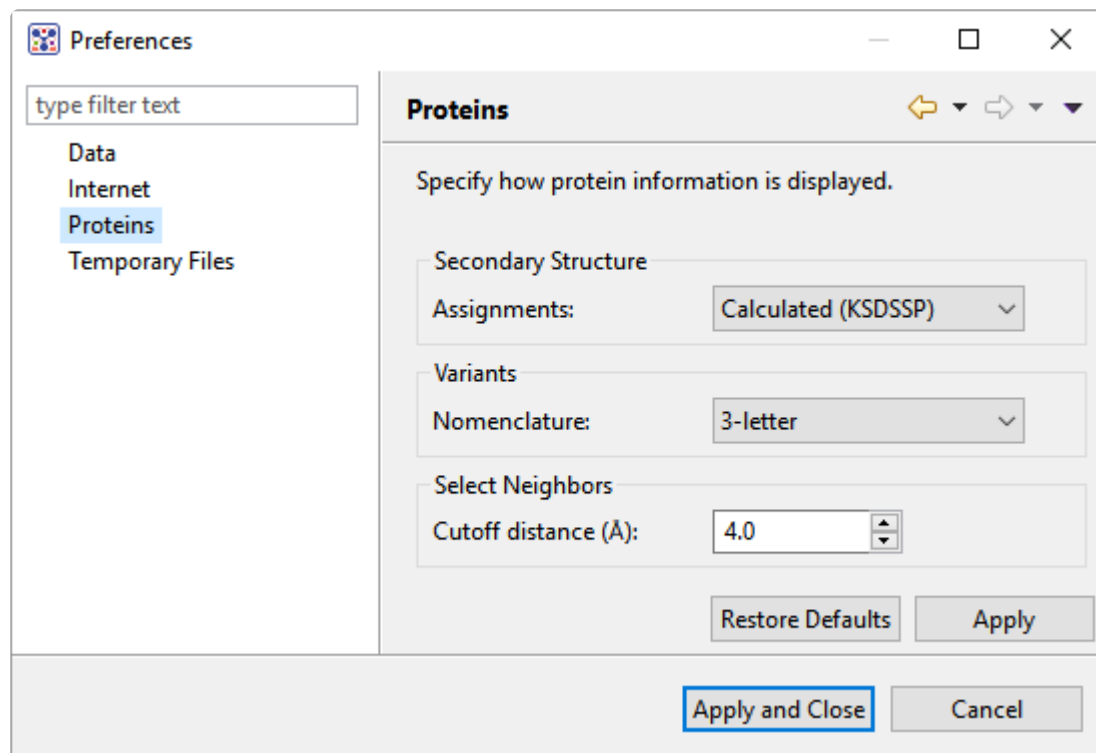 Preferences
type filter text
Data
Internet
Proteins
Temporary Files
Proteins
Specify how protein information is displayed.
Secondary Structure
Assignments: Calculated (KSDSSP)
Variants
Nomenclature: 3-letter
Select Neighbors
Cutoff distance (Å): 4.0
Restore Defaults Apply
Apply and Close Cancel